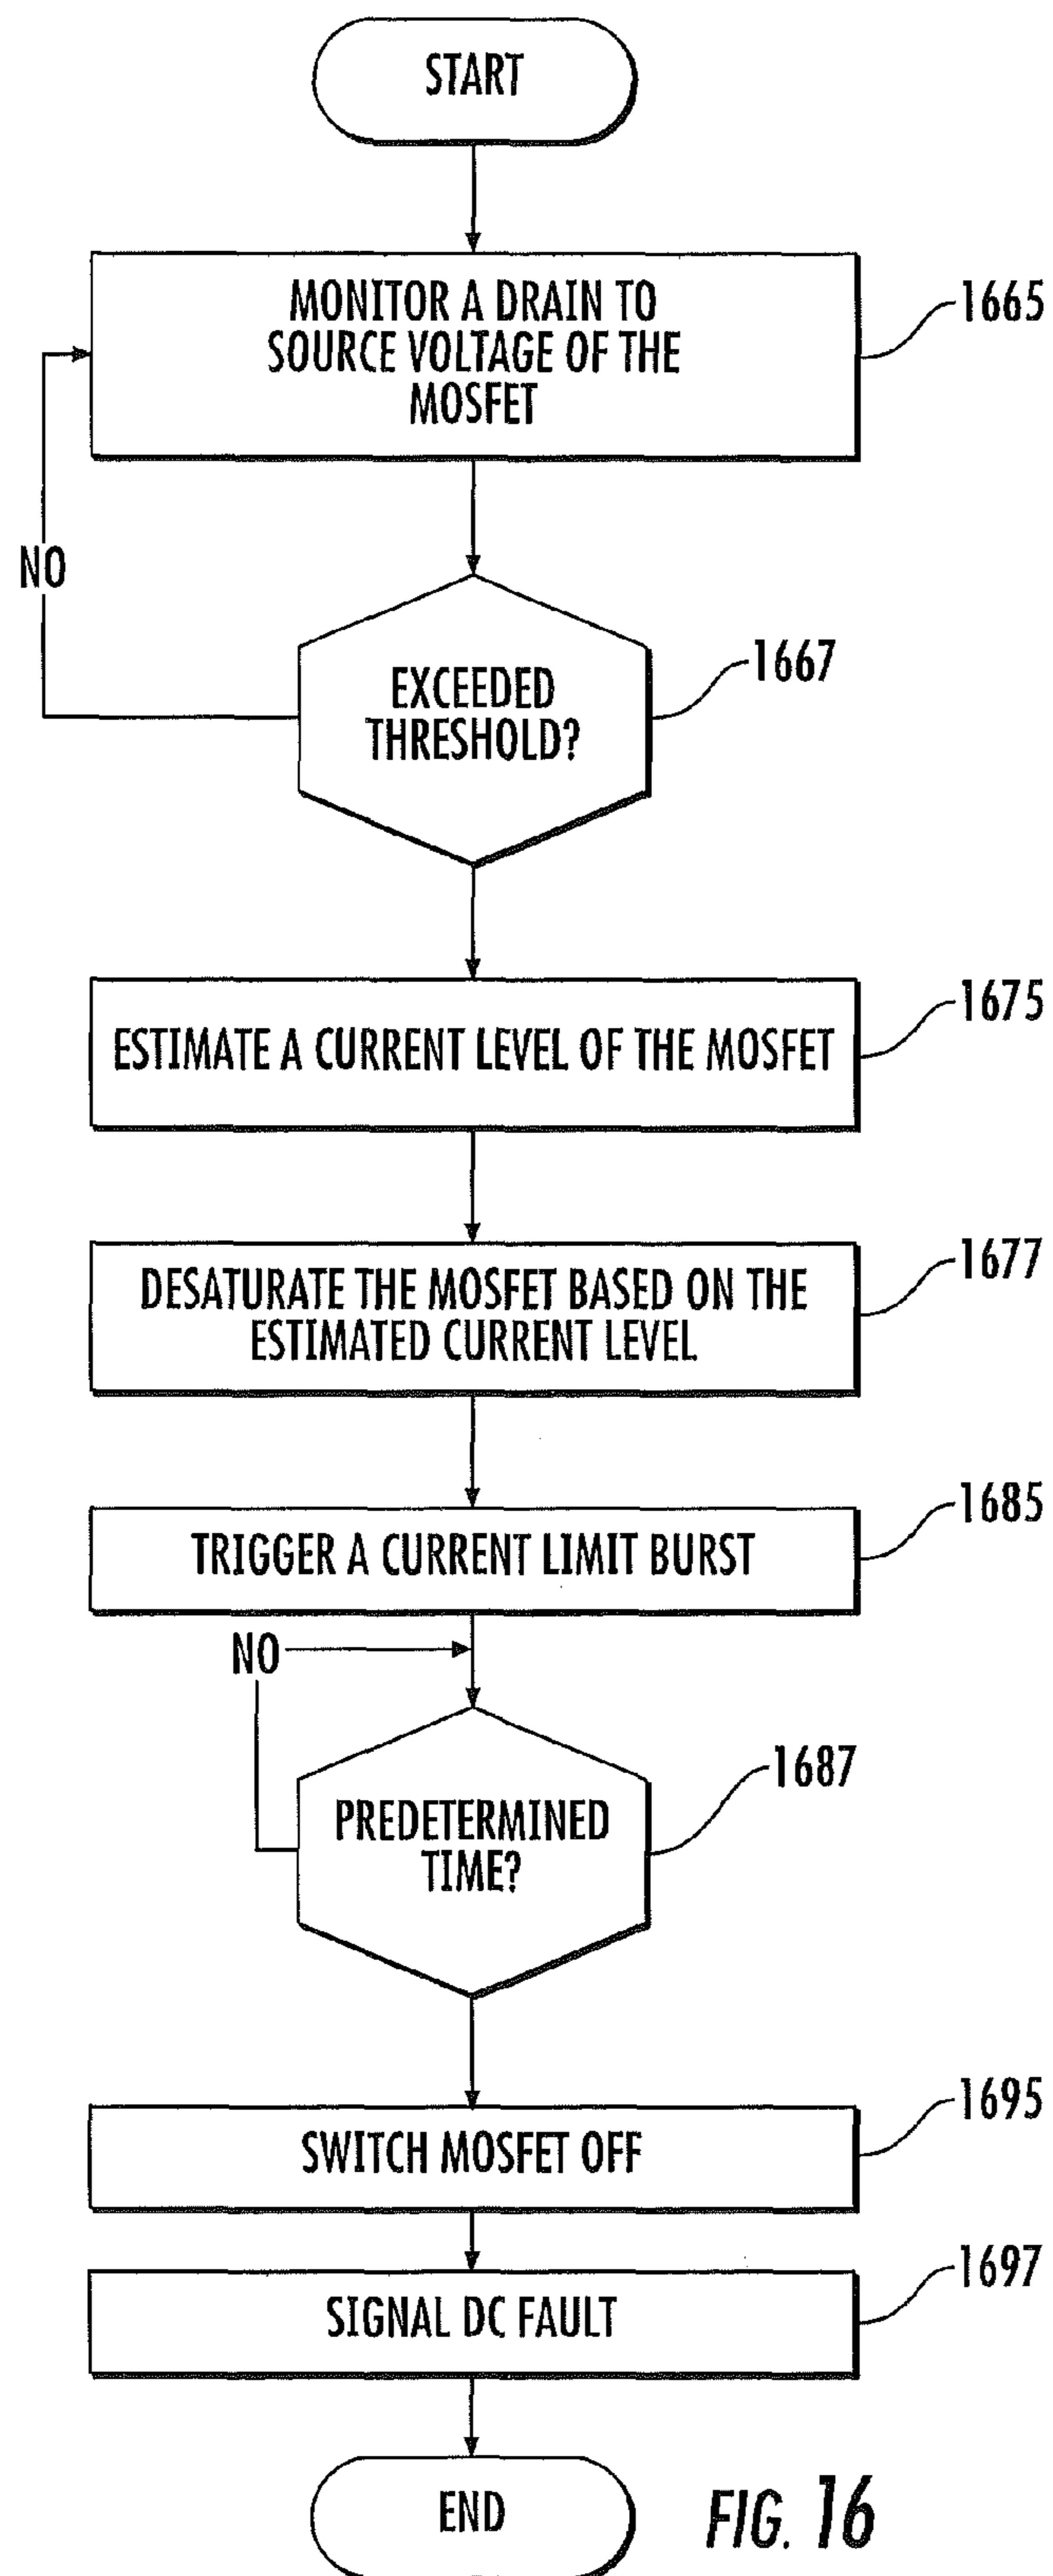 START
MONITOR A DRAIN TO
SOURCE VOLTAGE OF THE
MOSFET
1665
NO
EXCEEDED
THRESHOLD?
1667
ESTIMATE A CURRENT LEVEL OF THE MOSFET
1675
DESATURATE THE MOSFET BASED ON THE
ESTIMATED CURRENT LEVEL
1677
TRIGGER A CURRENT LIMIT BURST
1685
NO
PREDETERMINED
TIME?
1687
SWITCH MOSFET OFF
1695
SIGNAL DC FAULT
1697
END
FIG. 16